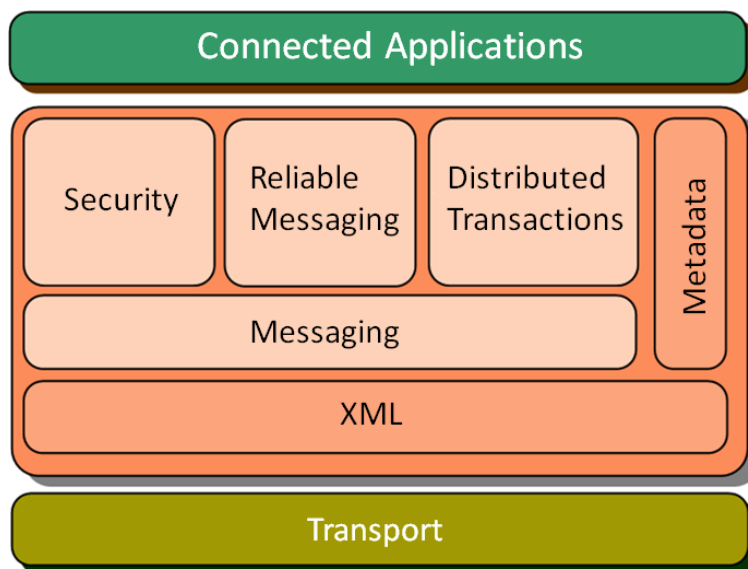 Connected Applications
Security
Reliable
Messaging
Distributed
Transactions
Metadata
Messaging
XML
Transport